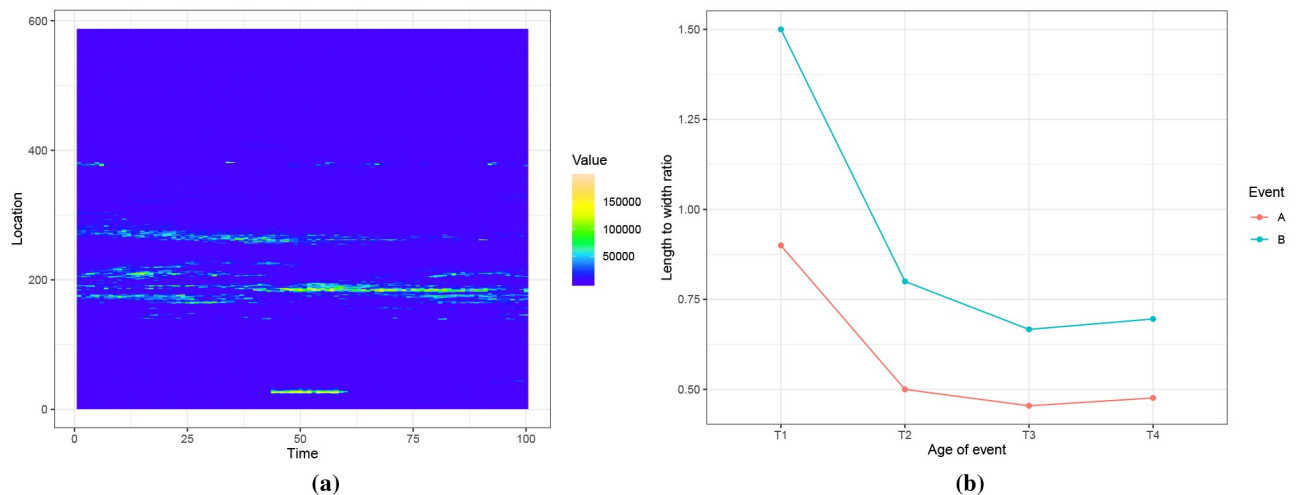 600
400
200
0
Location
0 25 50 75 100
Time
Value
150000
100000
50000
(a)
1.50
1.25
1.00
0.75
0.50
Length to width ratio
T1 T2 T3 T4
Age of event
Event
A
B
(b)